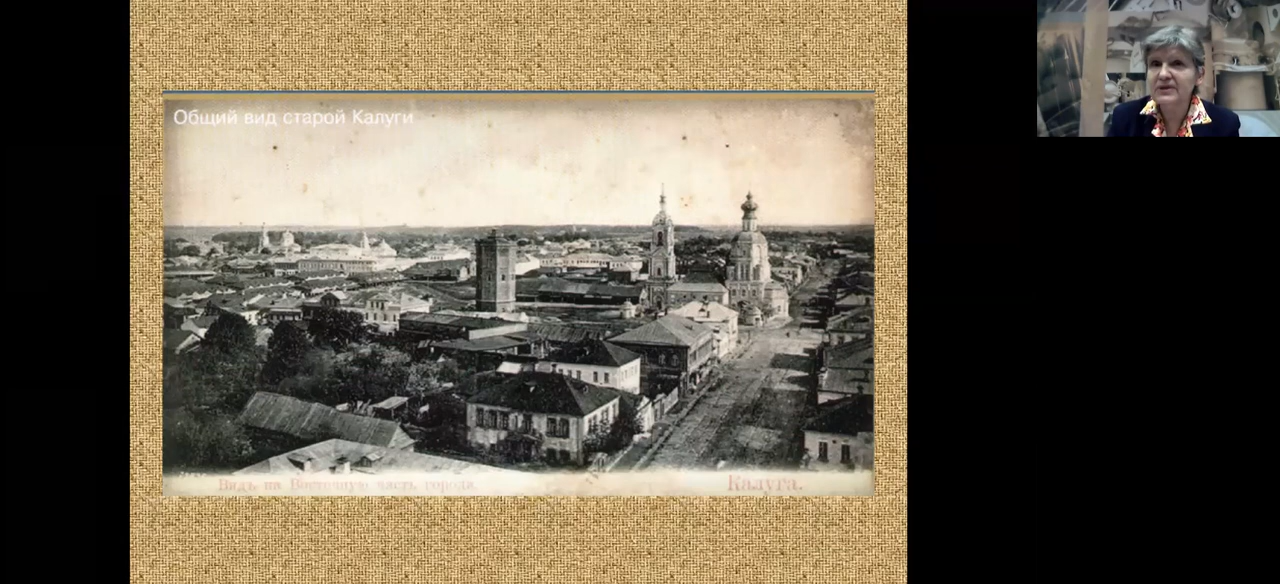 Общий вид старой Калуги
Видъ на Восточную часть города.
Калуга.